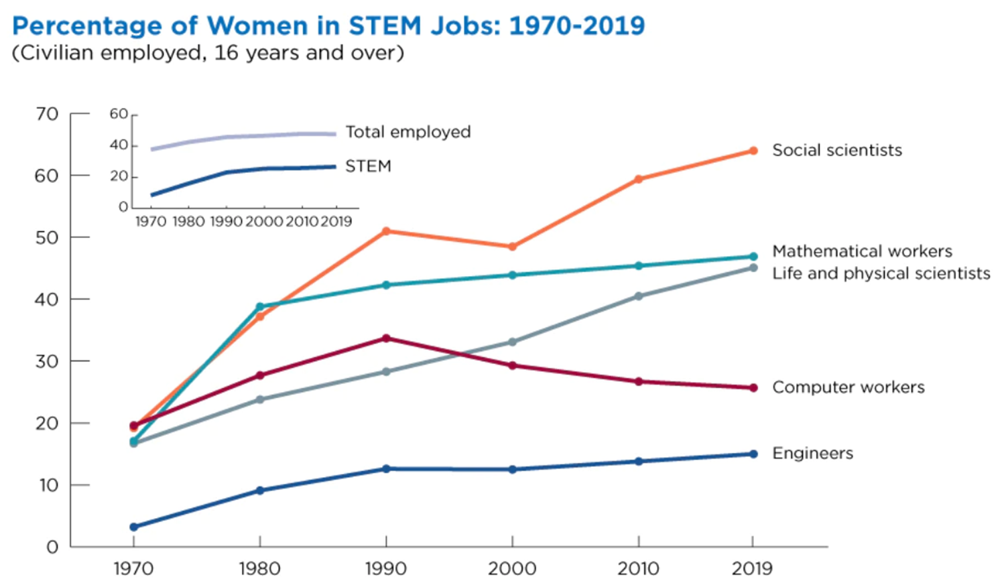 Percentage of Women in STEM Jobs: 1970-2019
(Civilian employed, 16 years and over)
70
60
50
40
30
20
10
0
60
40
20
0
Total employed
STEM
1970 1980 1990 2000 2010 2019
Social scientists
Mathematical workers
Life and physical scientists
Computer workers
Engineers
1970 1980 1990 2000 2010 2019